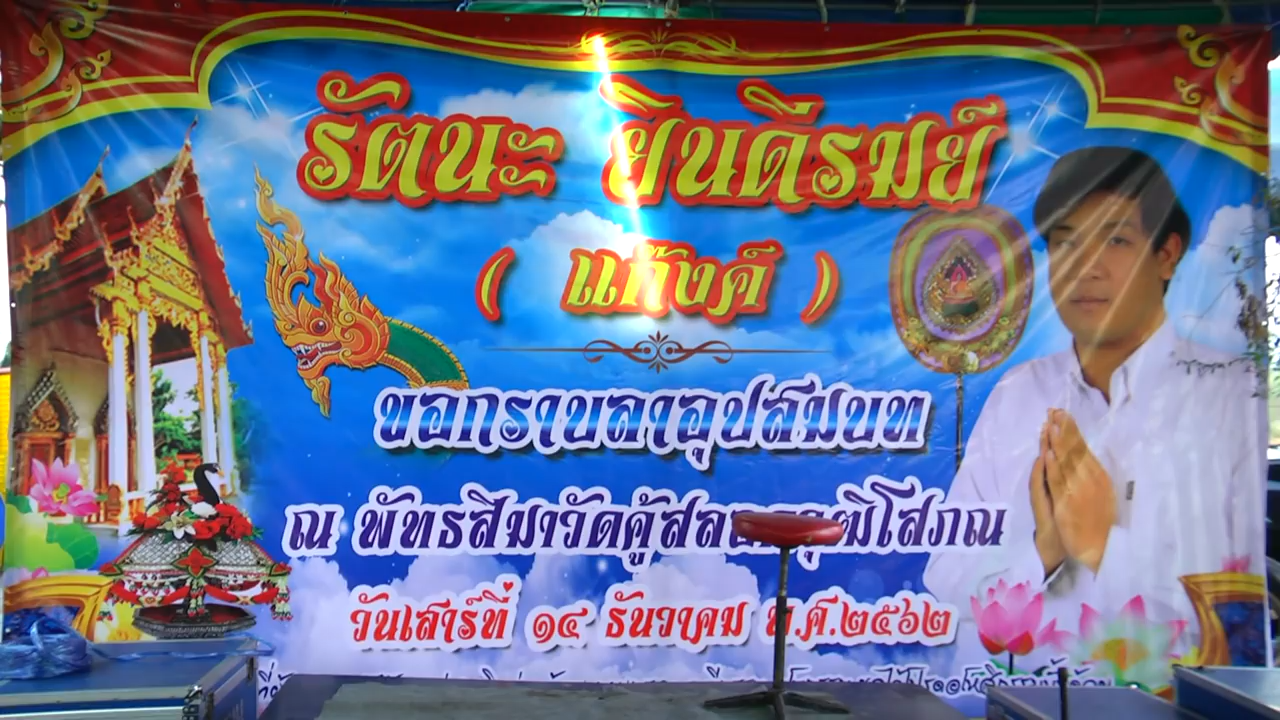 รัตนะ ยินดีรมย์
( แก๊งค์ )
ขอกราบลาอุปสมบท
ณ พัทธสีมาวัดคู้สลอด
วันเสาร์ที่ ๑๔ ธันวาคม พ.ศ.๒๕๖๒